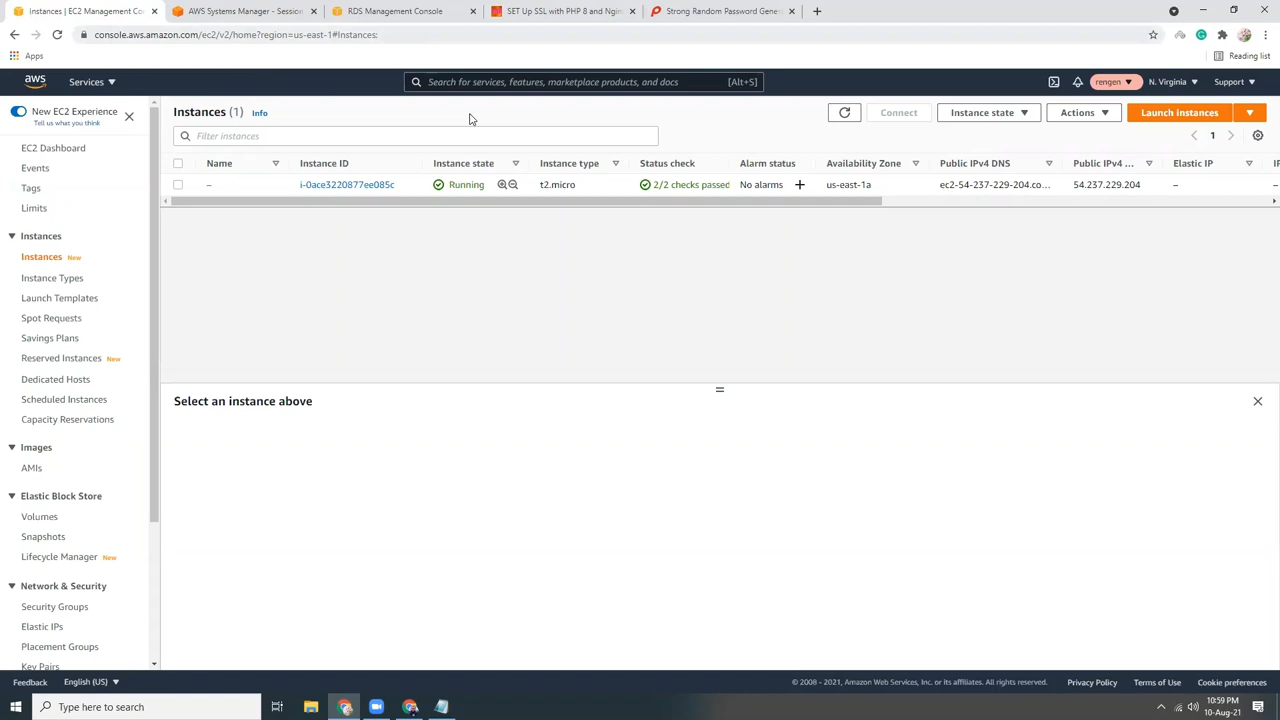 Instances | EC2 Management Co
AWS Systems Manager - Session
RDS Management Console
SET Up SSL with PHP 8 and Ngin
Strong Random Password Gener
console.aws.amazon.com/ec2/v2/home?region=us-east-1#Instances:
Apps
Reading list
aws
Services
Search for services, features, marketplace products, and docs
[Alt+S]
rengen
N. Virginia
Support
New EC2 Experience
Tell us what you think
EC2 Dashboard
Events
Tags
Limits
Instances
Instances New
Instance Types
Launch Templates
Spot Requests
Savings Plans
Reserved Instances New
Dedicated Hosts
Scheduled Instances
Capacity Reservations
Images
AMIs
Elastic Block Store
Volumes
Snapshots
Lifecycle Manager New
Network & Security
Security Groups
Elastic IPs
Placement Groups
Key Pairs
Instances (1) Info
Connect
Instance state
Actions
Launch instances
Filter instances
1
Name
Instance ID
Instance state
Instance type
Status check
Alarm status
Availability Zone
Public IPv4 DNS
Public IPv4 ...
Elastic IP
–
i-0ace3220877ee085c
Running
t2.micro
2/2 checks passed
No alarms +
us-east-1a
ec2-54-237-229-204.co...
54.237.229.204
–
–
Select an instance above
Feedback
English (US)
© 2008 - 2021, Amazon Web Services, Inc. or its affiliates. All rights reserved.
Privacy Policy
Terms of Use
Cookie preferences
Type here to search
10:59 PM
10-Aug-21